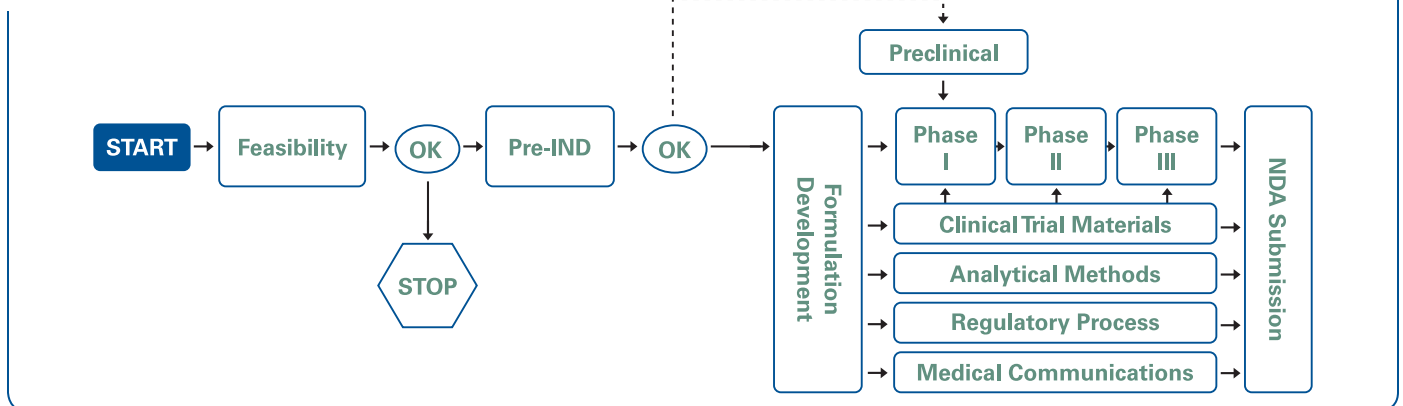 Preclinical
START
Feasibility
OK
Pre-IND
OK
Formulation
Development
Phase
I
Phase
II
Phase
III
NDA Submission
Clinical Trial Materials
STOP
Analytical Methods
Regulatory Process
Medical Communications